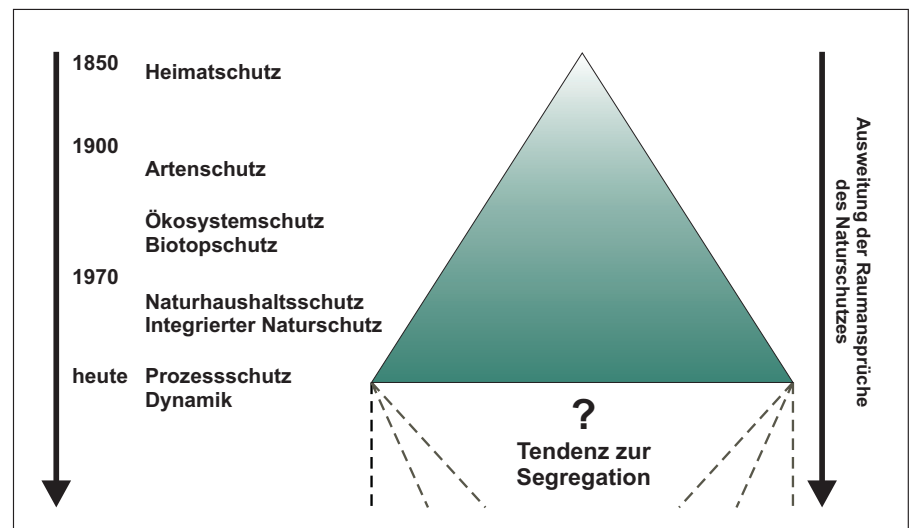 1850
Heimatschutz
1900
Artenschutz
Ökosystemschutz
Biotopschutz
1970
Naturhaushaltsschutz
Integrierter Naturschutz
heute
Prozessschutz
Dynamik
?
Tendenz zur
Segregation
Ausweitung der Raumansprüche
des Naturschutzes